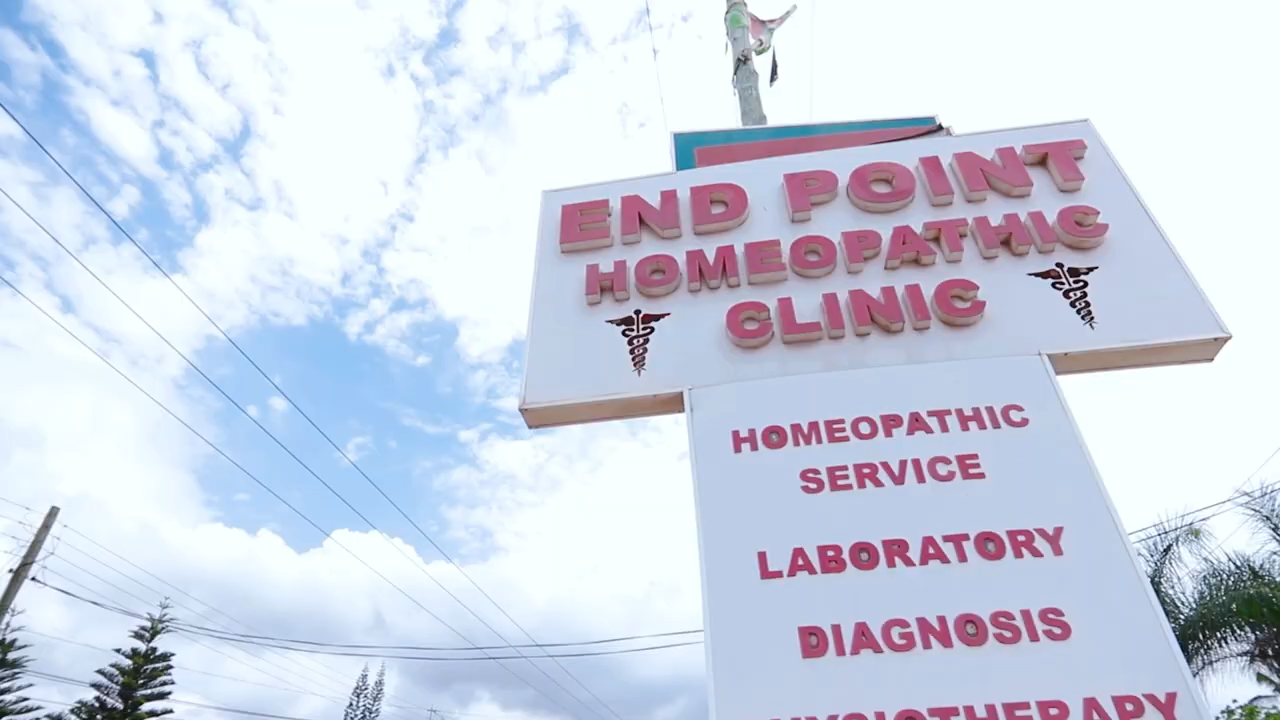 END POINT
HOMEOPATHIC
CLINIC
HOMEOPATHIC
SERVICE
LABORATORY
DIAGNOSIS